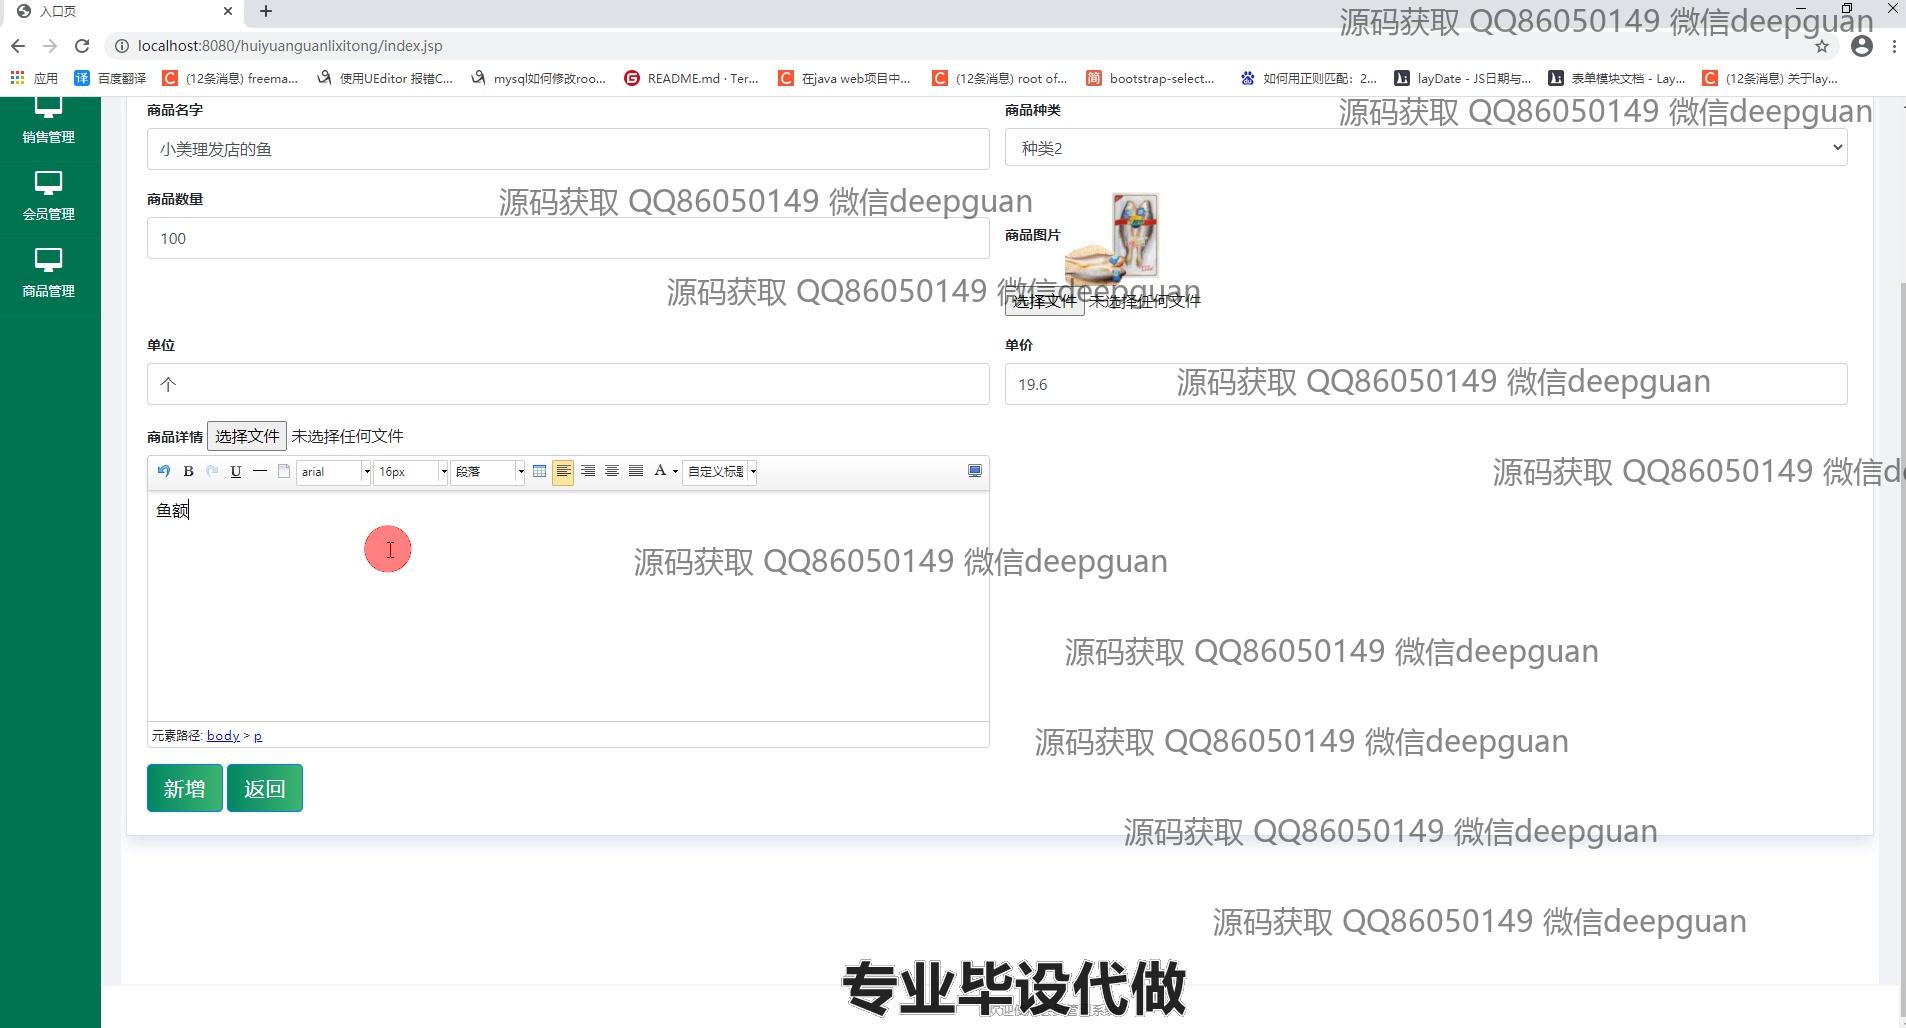 入口页
源码获取 QQ86050149 微信deepguan
localhost:8080/huiyuanguanlixitong/index.jsp
应用
译 百度翻译
C (12条消息) freema...
使用UEditor 报错C...
mysql如何修改roo...
G README.md · Ter...
C 在java web项目中...
C (12条消息) root of...
简 bootstrap-select...
如何用正则匹配：2...
layDate - JS日期与...
表单模块文档 - Lay...
C (12条消息) 关于lay...
商品名字
商品种类
源码获取 QQ86050149 微信deepguan
销售管理
小美理发店的鱼
种类2
商品数量
源码获取 QQ86050149 微信deepguan
会员管理
100
商品图片
商品管理
源码获取 QQ86050149 微信deepguan
选择文件 未选择任何文件
单位
单价
个
19.6
源码获取 QQ86050149 微信deepguan
商品详情 选择文件 未选择任何文件
B U arial 16px 段落 A 自定义标题
源码获取 QQ86050149 微信de
鱼额
源码获取 QQ86050149 微信deepguan
源码获取 QQ86050149 微信deepguan
元素路径: body > p
源码获取 QQ86050149 微信deepguan
新增 返回
源码获取 QQ86050149 微信deepguan
源码获取 QQ86050149 微信deepguan
专业毕设代做